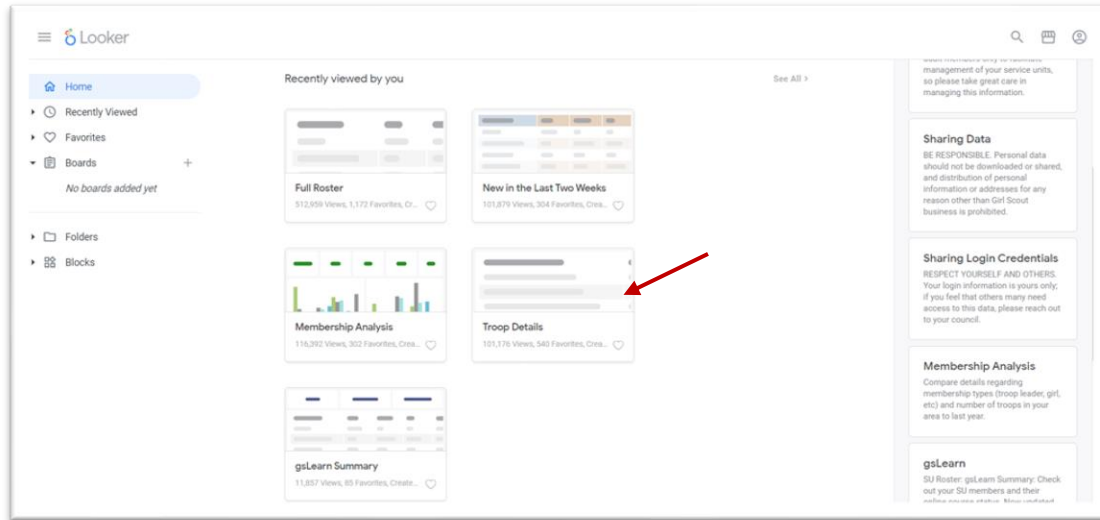 Looker
Home
Recently Viewed
Favorites
Boards
No boards added yet
Folders
Blocks
Recently viewed by you
See All >
Full Roster
512,959 Views, 1,172 Favorites, Cr...
New in the Last Two Weeks
101,879 Views, 304 Favorites, Crea...
Membership Analysis
116,392 Views, 302 Favorites, Crea...
Troop Details
101,176 Views, 540 Favorites, Crea...
gsLearn Summary
11,857 Views, 85 Favorites, Create...
management of your service units,
so please take great care in
managing this information.
Sharing Data
BE RESPONSIBLE. Personal data
should not be downloaded or shared,
and distribution of personal
information or addresses for any
reason other than Girl Scout
business is prohibited.
Sharing Login Credentials
RESPECT YOURSELF AND OTHERS.
Your login information is yours only;
if you feel that others many need
access to this data, please reach out
to your council.
Membership Analysis
Compare details regarding
membership types (troop leader, girl,
etc) and number of troops in your
area to last year.
gsLearn
SU Roster: gsLearn Summary: Check
out your SU members and their